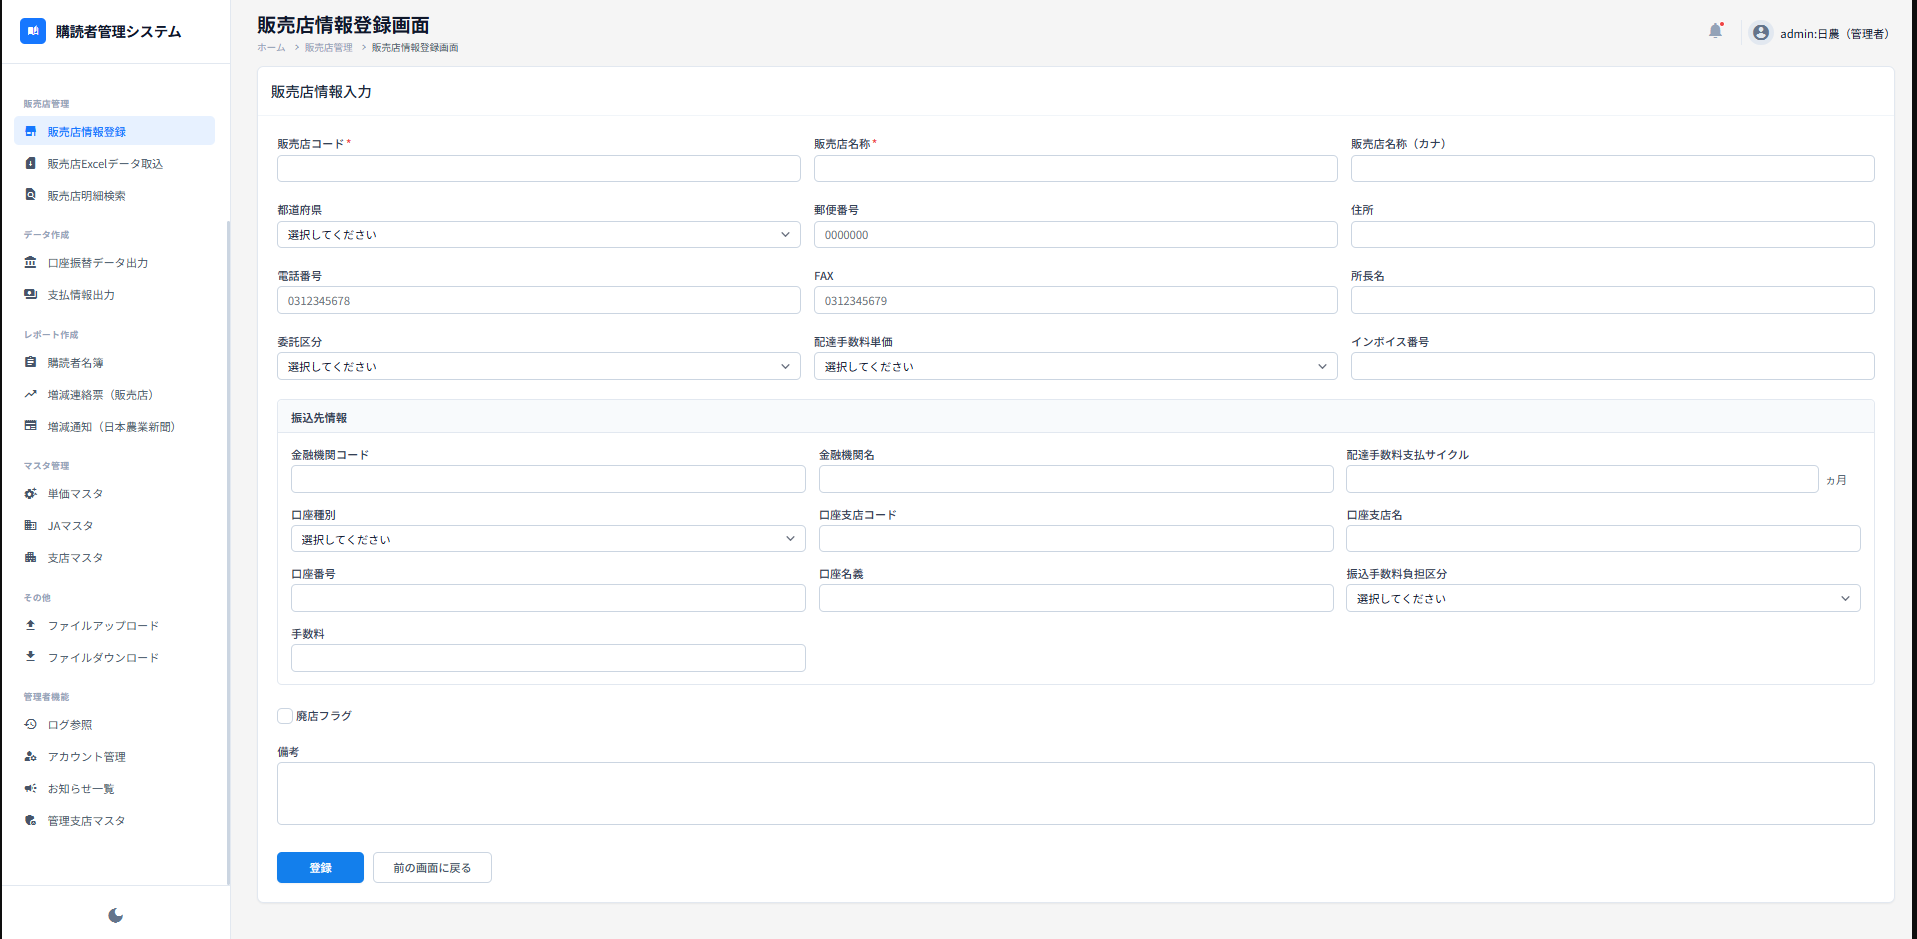 購読者管理システム
販売店管理
販売店情報登録
販売店Excelデータ取込
販売店明細検索
データ作成
口座振替データ出力
支払情報出力
レポート作成
購読者名簿
増減連絡票（販売店）
増減通知（日本農業新聞）
マスタ管理
単価マスタ
JAマスタ
支店マスタ
その他
ファイルアップロード
ファイルダウンロード
管理者機能
ログ参照
アカウント管理
お知らせ一覧
管理支店マスタ
販売店情報登録画面
ホーム > 販売店管理 > 販売店情報登録画面
admin:日農（管理者）
販売店情報入力
販売店コード* 販売店名称* 販売店名称（カナ）
都道府県 郵便番号 住所
選択してください 0000000
電話番号 FAX 所長名
0312345678 0312345679
委託区分 配達手数料単価 インボイス番号
選択してください 選択してください
振込先情報
金融機関コード 金融機関名 配達手数料支払サイクル
ヵ月
口座種別 口座支店コード 口座支店名
選択してください
口座番号 口座名義 振込手数料負担区分
選択してください
手数料
廃店フラグ
備考
登録 前の画面に戻る